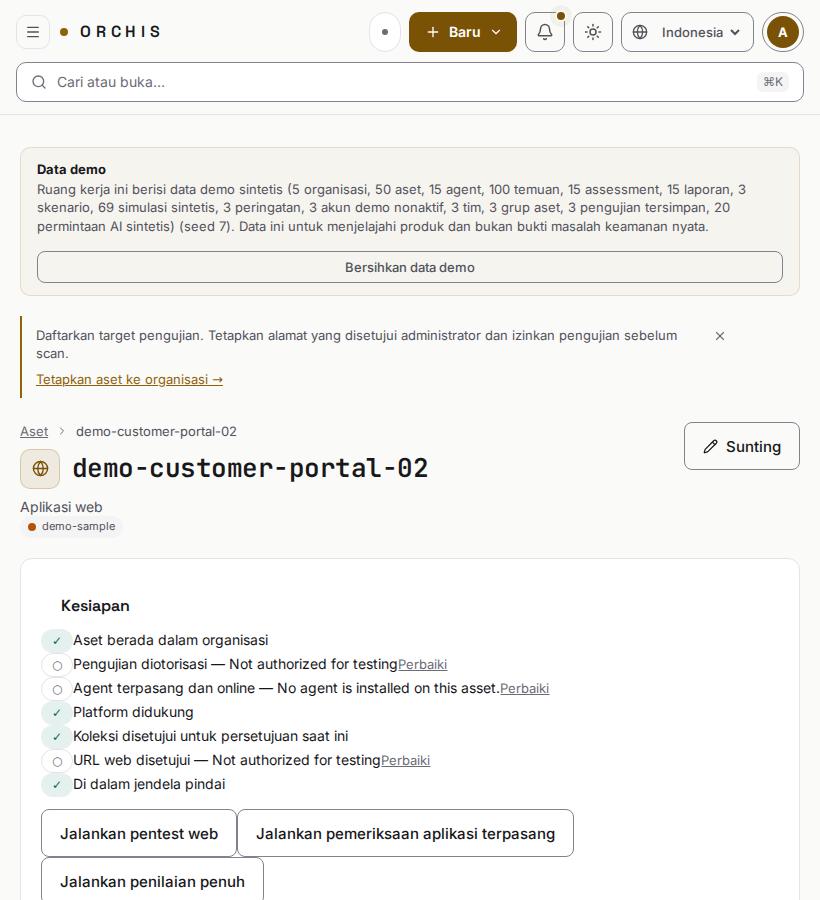 ORCHIS
Baru
Indonesia
A
Cari atau buka...
⌘K
Data demo
Ruang kerja ini berisi data demo sintetis (5 organisasi, 50 aset, 15 agent, 100 temuan, 15 assessment, 15 laporan, 3
skenario, 69 simulasi sintetis, 3 peringatan, 3 akun demo nonaktif, 3 tim, 3 grup aset, 3 pengujian tersimpan, 20
permintaan AI sintetis) (seed 7). Data ini untuk menjelajahi produk dan bukan bukti masalah keamanan nyata.
Bersihkan data demo
Daftarkan target pengujian. Tetapkan alamat yang disetujui administrator dan izinkan pengujian sebelum
scan.
Tetapkan aset ke organisasi →
Aset > demo-customer-portal-02
Sunting
demo-customer-portal-02
Aplikasi web
demo-sample
Kesiapan
✓ Aset berada dalam organisasi
○ Pengujian diotorisasi — Not authorized for testingPerbaiki
○ Agent terpasang dan online — No agent is installed on this asset.Perbaiki
✓ Platform didukung
✓ Koleksi disetujui untuk persetujuan saat ini
○ URL web disetujui — Not authorized for testingPerbaiki
✓ Di dalam jendela pindai
Jalankan pentest web
Jalankan pemeriksaan aplikasi terpasang
Jalankan penilaian penuh